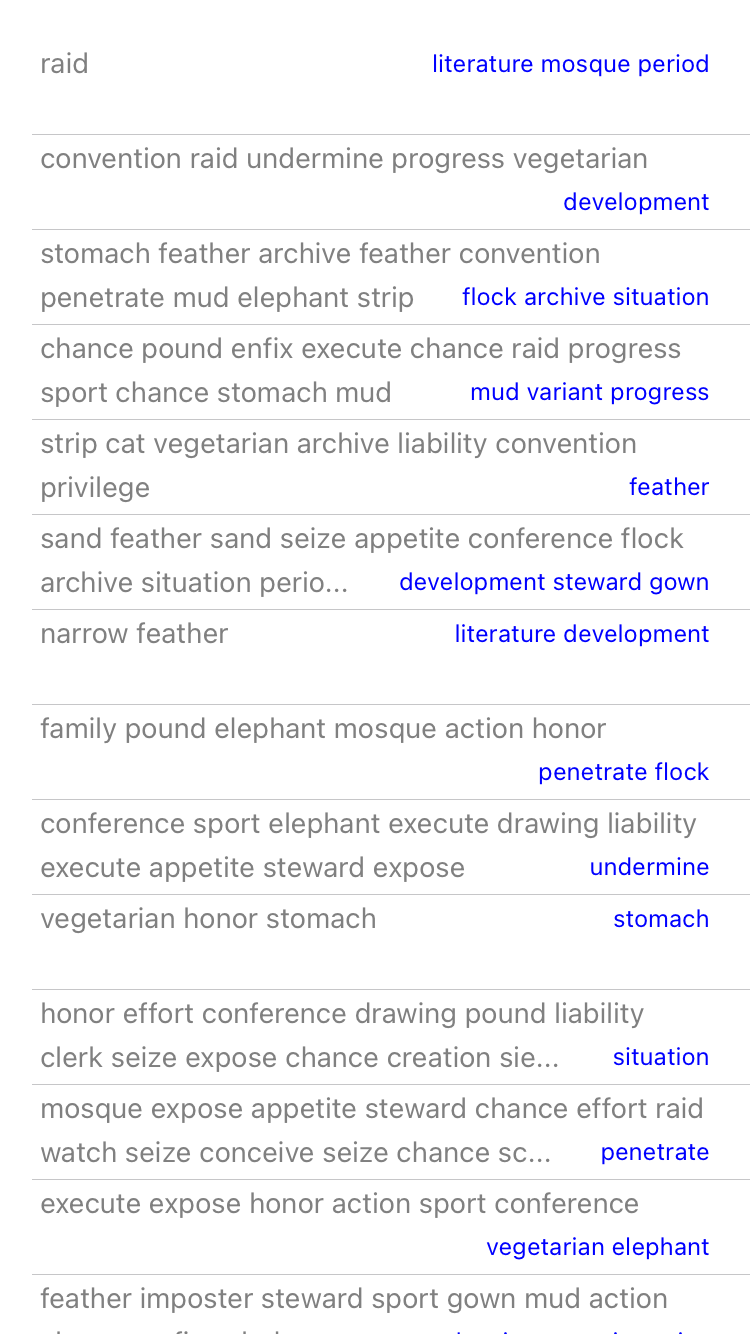 raid literature mosque period
convention raid undermine progress vegetarian
development
stomach feather archive feather convention
penetrate mud elephant strip flock archive situation
chance pound enfix execute chance raid progress
sport chance stomach mud mud variant progress
strip cat vegetarian archive liability convention
privilege feather
sand feather sand seize appetite conference flock
archive situation perio... development steward gown
narrow feather literature development
family pound elephant mosque action honor
penetrate flock
conference sport elephant execute drawing liability
execute appetite steward expose undermine
vegetarian honor stomach stomach
honor effort conference drawing pound liability
clerk seize expose chance creation sie... situation
mosque expose appetite steward chance effort raid
watch seize conceive seize chance sc... penetrate
execute expose honor action sport conference
vegetarian elephant
feather imposter steward sport gown mud action